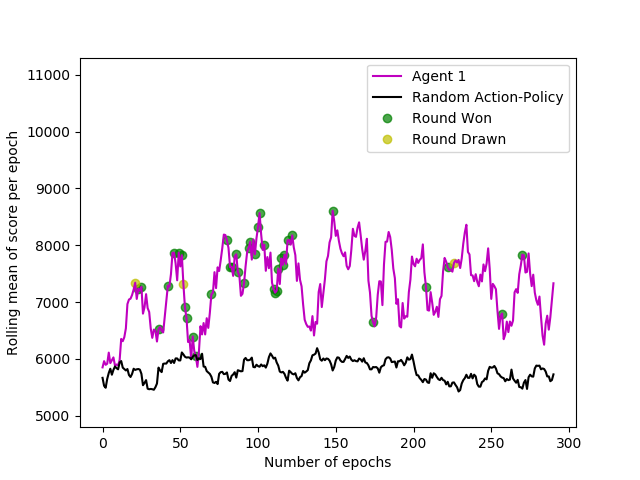 11000
10000
9000
8000
7000
6000
5000
Rolling mean of score per epoch
Agent 1
Random Action-Policy
Round Won
Round Drawn
0 50 100 150 200 250 300
Number of epochs